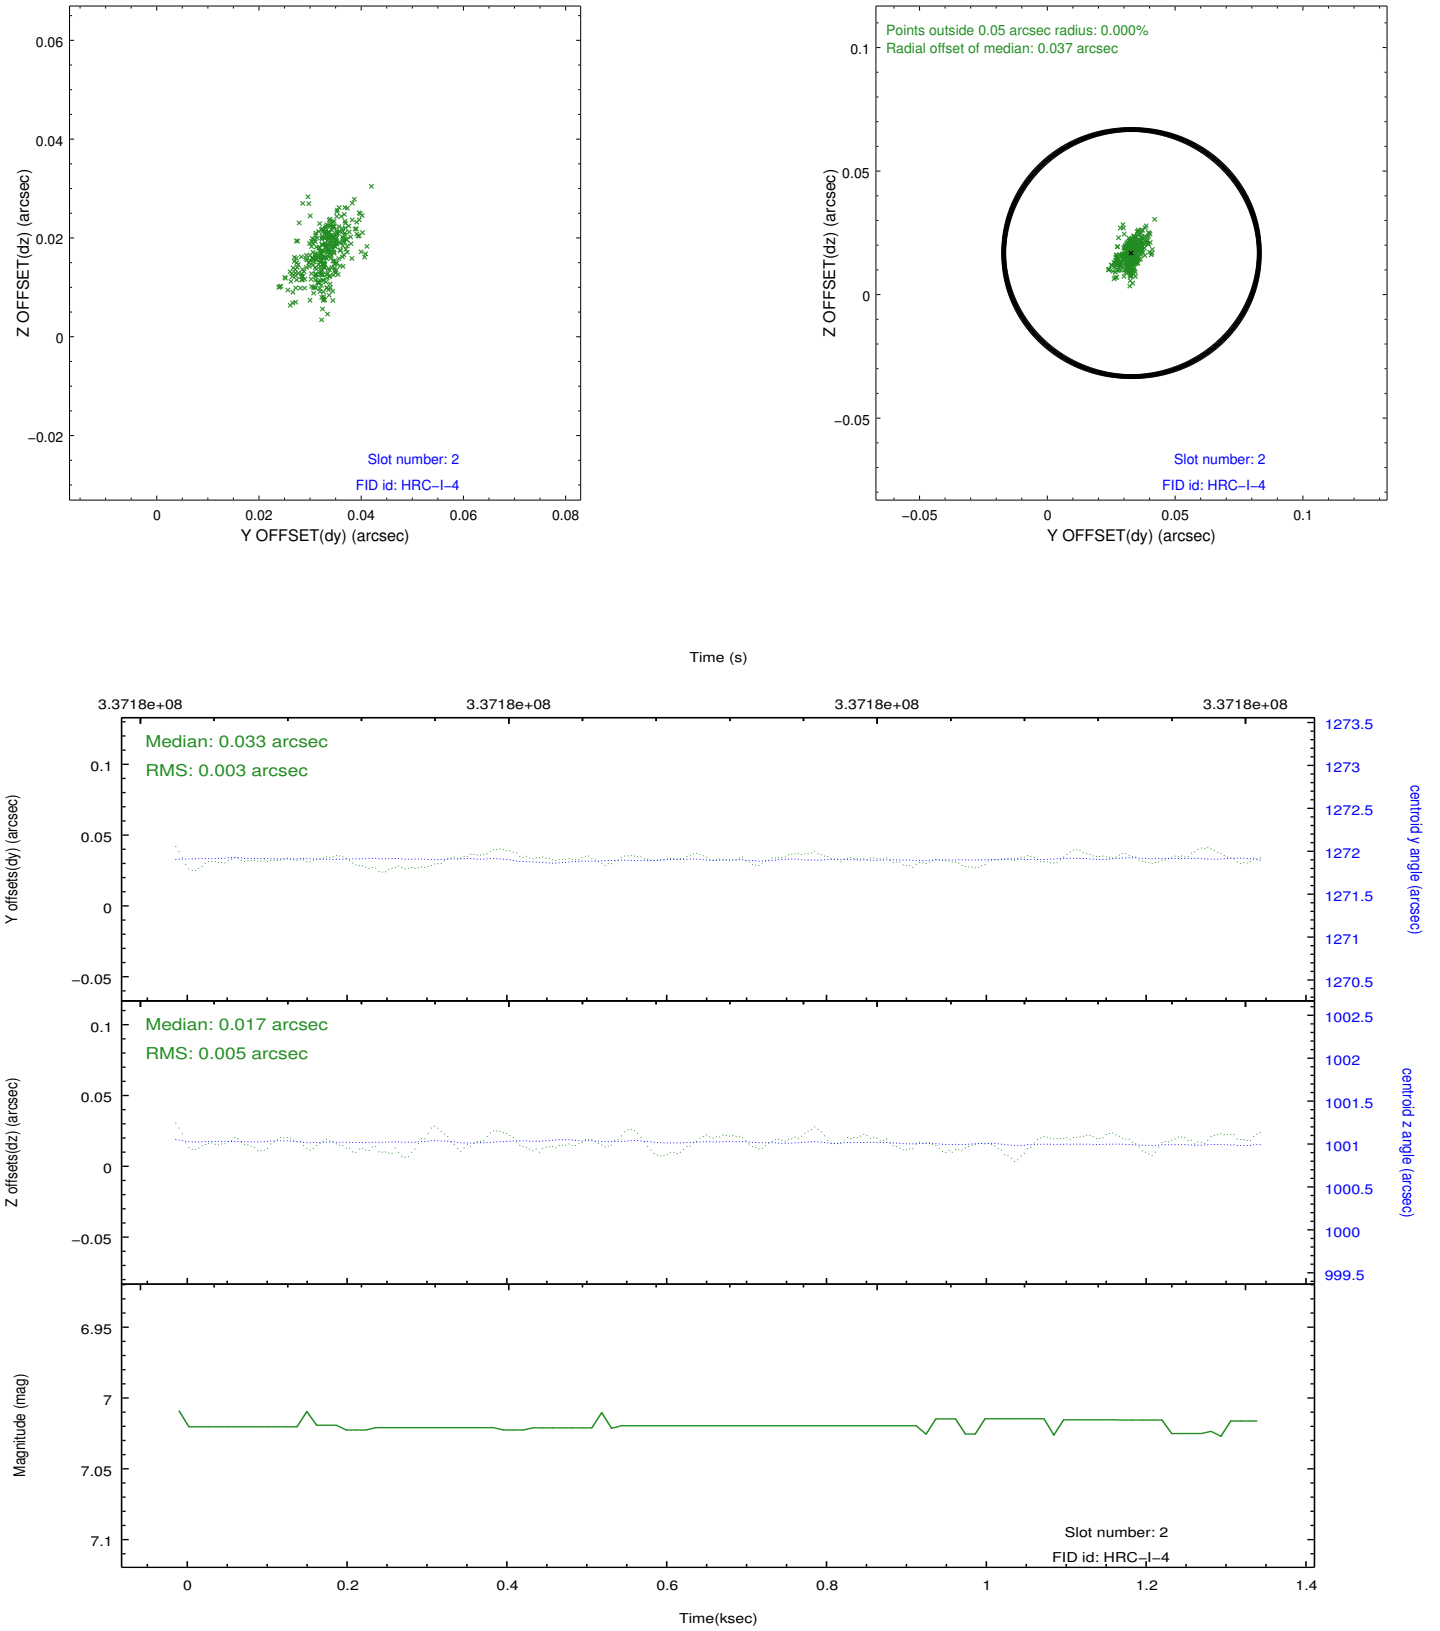 0.06
0.04
0.02
0
−0.02
Z OFFSET(dz) (arcsec)
Slot number: 2
FID id: HRC−I−4
0
0.02
0.04
0.06
0.08
Y OFFSET(dy) (arcsec)
Points outside 0.05 arcsec radius: 0.000%
Radial offset of median: 0.037 arcsec
0.1
0.05
0
−0.05
Z OFFSET(dz) (arcsec)
Slot number: 2
FID id: HRC−I−4
−0.05
0
0.05
0.1
Y OFFSET(dy) (arcsec)
Time (s)
3.3718e+08
3.3718e+08
3.3718e+08
3.3718e+08
Median: 0.033 arcsec
RMS: 0.003 arcsec
0.1
0.05
0
−0.05
Y offsets(dy) (arcsec)
1273.5
1273
1272.5
1272
1271.5
1271
1270.5
centroid y angle (arcsec)
Median: 0.017 arcsec
RMS: 0.005 arcsec
0.1
0.05
0
−0.05
Z offsets(dz) (arcsec)
1002.5
1002
1001.5
1001
1000.5
1000
999.5
centroid z angle (arcsec)
6.95
7
7.05
7.1
Magnitude (mag)
Slot number: 2
FID id: HRC−I−4
0
0.2
0.4
0.6
0.8
1
1.2
1.4
Time(ksec)